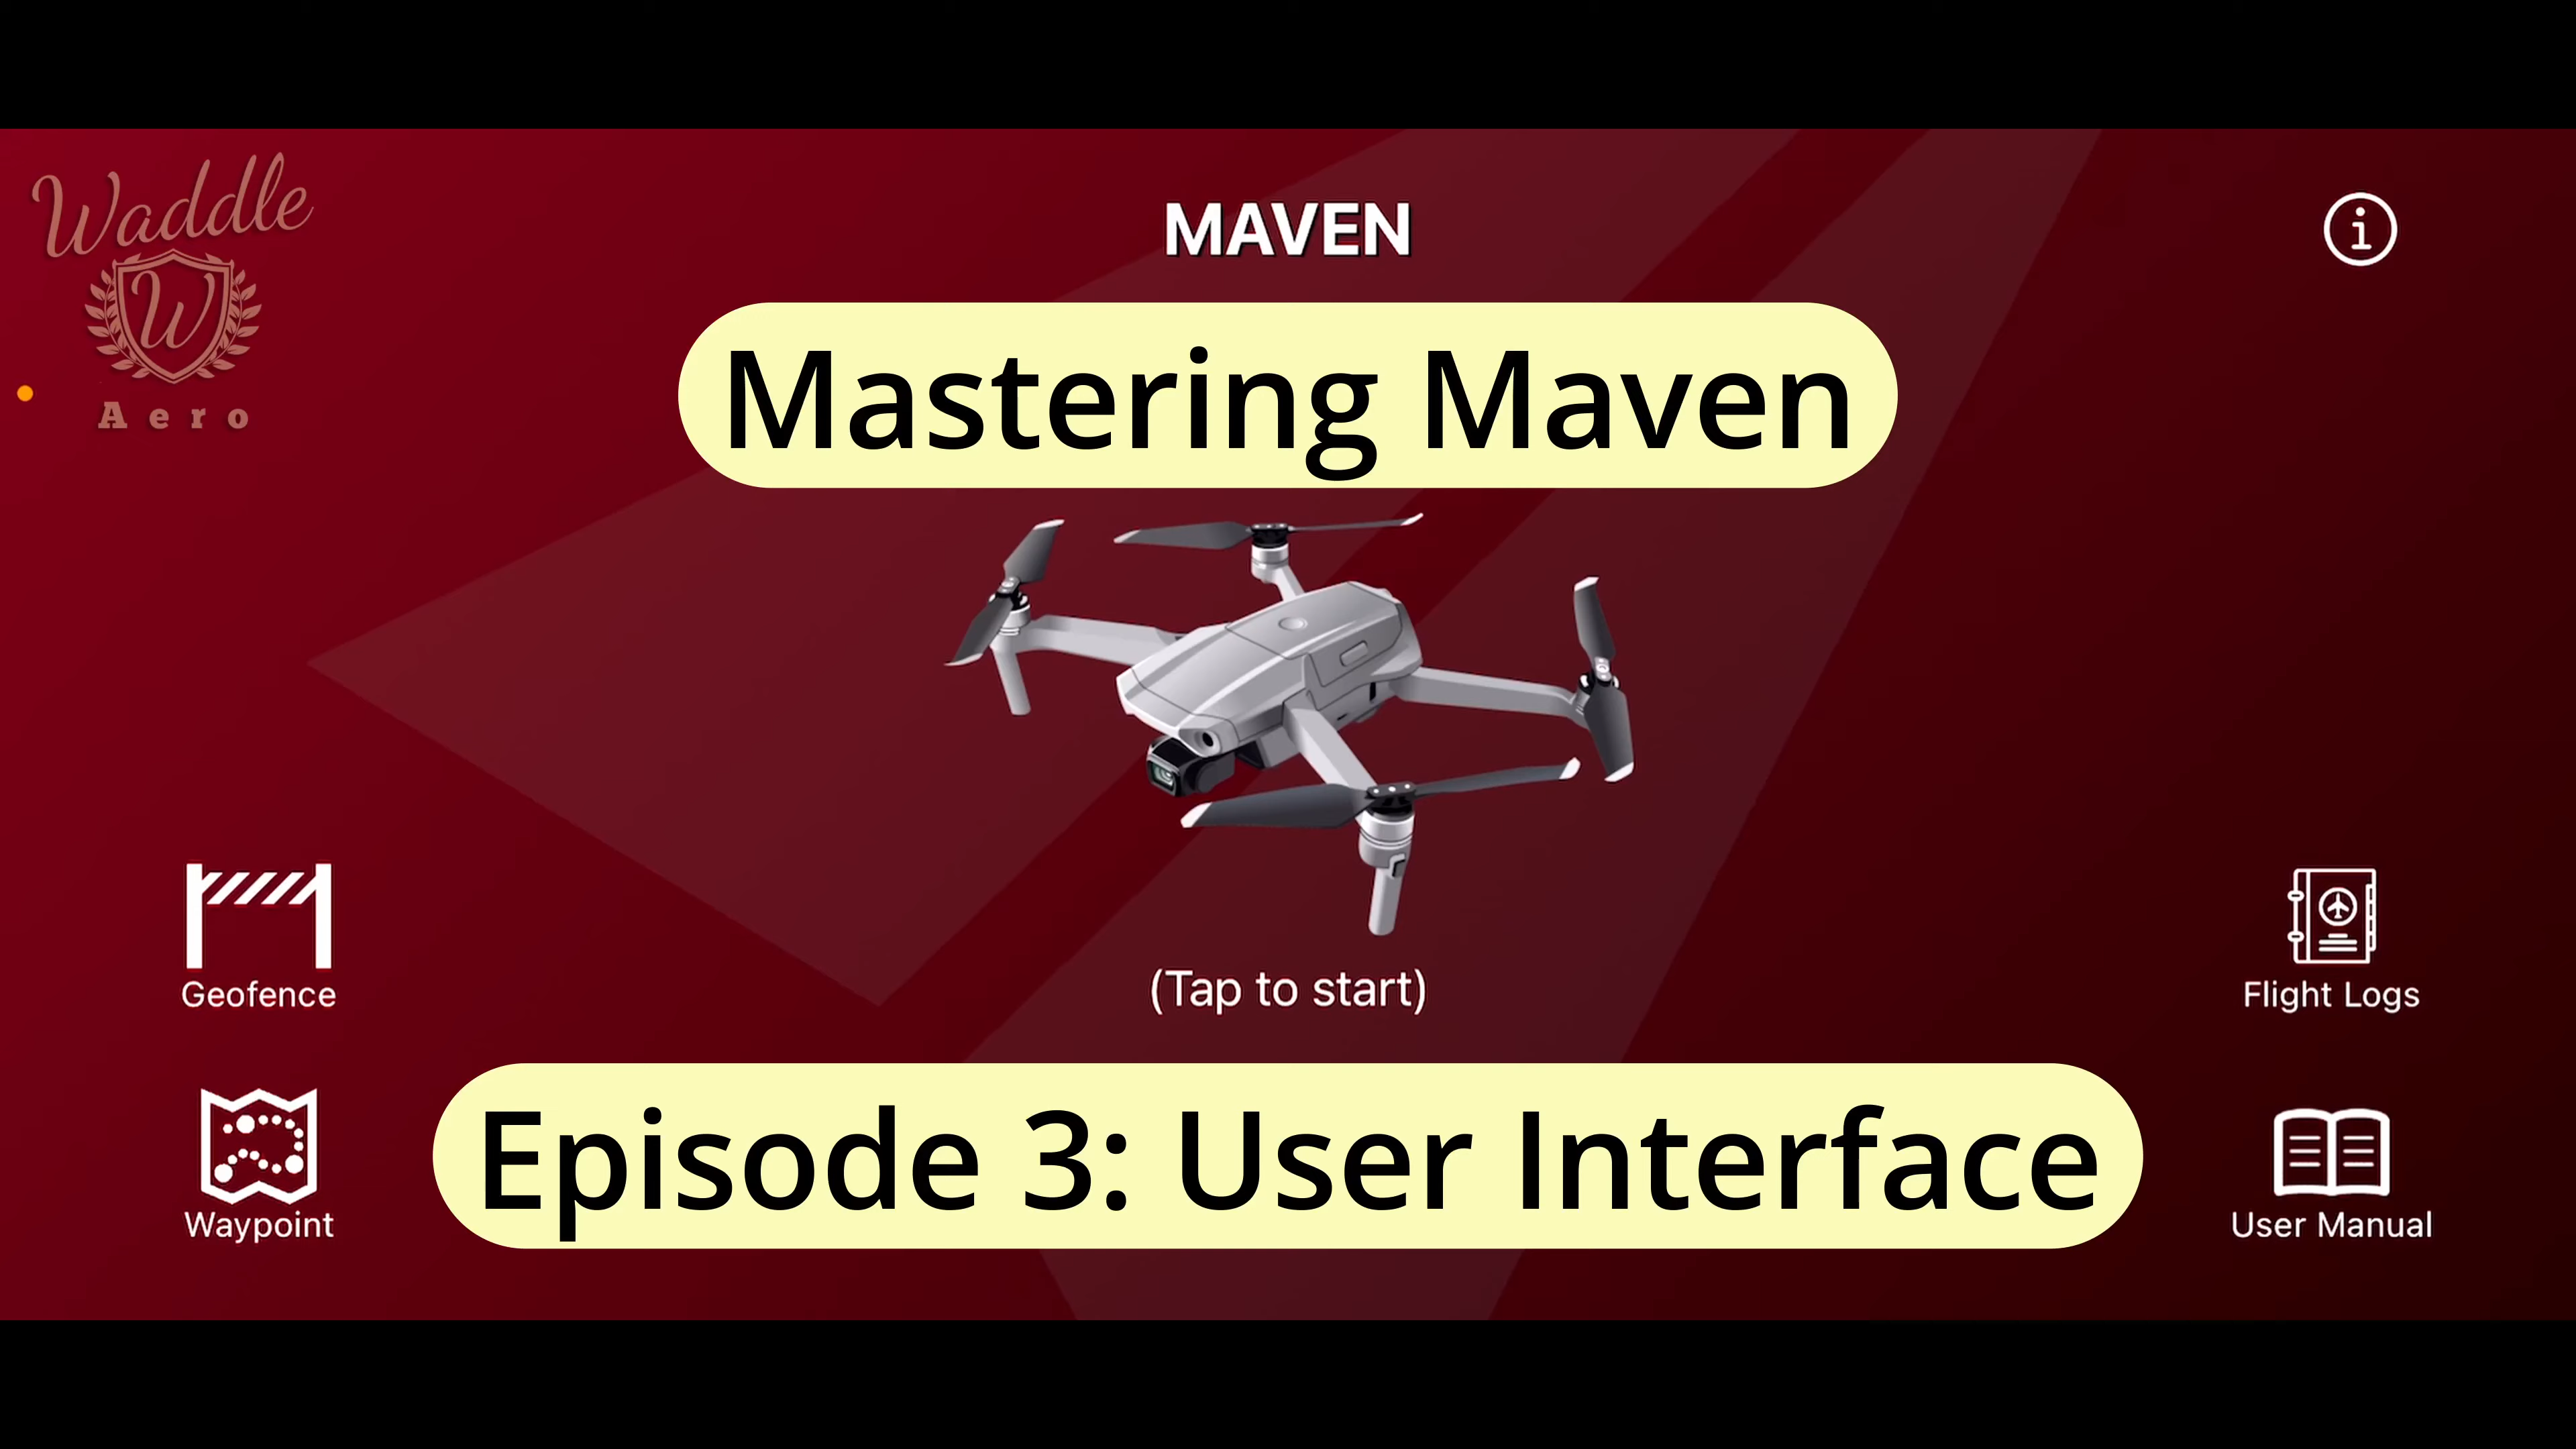 Waddle
W
Aero
MAVEN
i
Mastering Maven
(Tap to start)
Geofence
Flight Logs
Waypoint
Episode 3: User Interface
User Manual